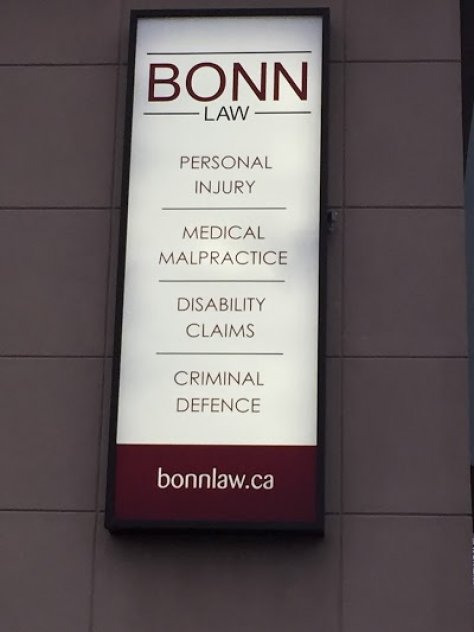 BONN
LAW
PERSONAL
INJURY
MEDICAL
MALPRACTICE
DISABILITY
CLAIMS
CRIMINAL
DEFENCE
bonnlaw.ca